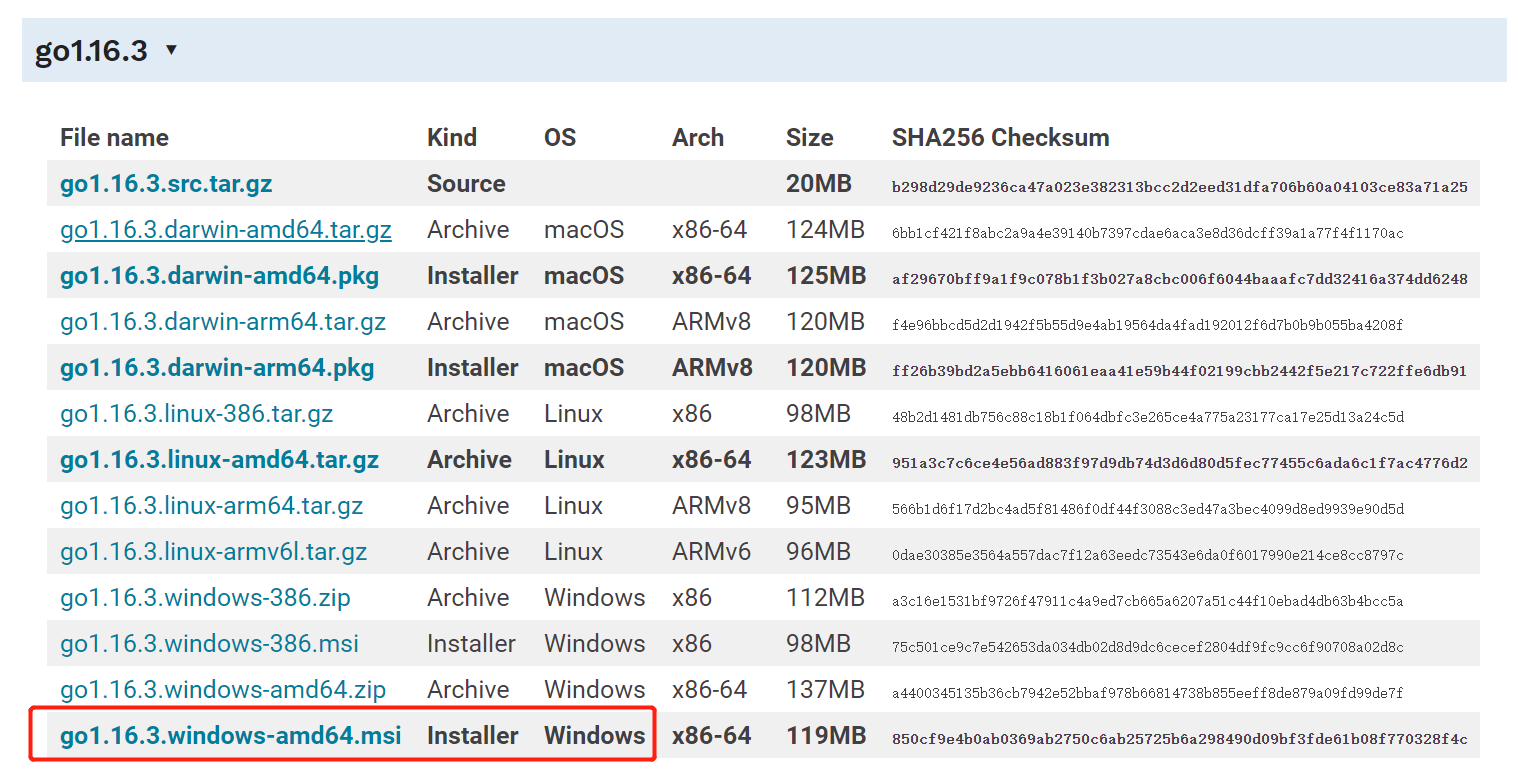 go1.16.3 ▾
File name Kind OS Arch Size SHA256 Checksum
go1.16.3.src.tar.gz Source 20MB b298d29de9236ca47a023e382313bcc2d2eed31dfa706b60a04103ce83a71a25
go1.16.3.darwin-amd64.tar.gz Archive macOS x86-64 124MB 6bb1cf421f8abc2a9a4e39140b7397cdae6aca3e8d36dcff39a1a77f4f1170ac
go1.16.3.darwin-amd64.pkg Installer macOS x86-64 125MB af29670bff9a1f9c078b1f3b027a8cbc006f6044baaafc7dd32416a374dd6248
go1.16.3.darwin-arm64.tar.gz Archive macOS ARMv8 120MB f4e96bbcd5d2d1942f5b55d9e4ab19564da4fad192012f6d7b0b9b055ba4208f
go1.16.3.darwin-arm64.pkg Installer macOS ARMv8 120MB ff26b39bd2a5ebb6416061eaa41e59b44f02199cbb2442f5e217c722ffe6db91
go1.16.3.linux-386.tar.gz Archive Linux x86 98MB 48b2d1481db756c88c18b1f064dbfc3e265ce4a775a23177ca17e25d13a24c5d
go1.16.3.linux-amd64.tar.gz Archive Linux x86-64 123MB 951a3c7c6ce4e56ad883f97d9db74d3d6d80d5fec77455c6ada6c1f7ac4776d2
go1.16.3.linux-arm64.tar.gz Archive Linux ARMv8 95MB 566b1d6f17d2bc4ad5f81486f0df44f3088c3ed47a3bec4099d8ed9939e90d5d
go1.16.3.linux-armv6l.tar.gz Archive Linux ARMv6 96MB 0dae30385e3564a557dac7f12a63eedc73543e6da0f6017990e214ce8cc8797c
go1.16.3.windows-386.zip Archive Windows x86 112MB a3c16e1531bf9726f47911c4a9ed7cb665a6207a51c44f10ebad4db63b4bcc5a
go1.16.3.windows-386.msi Installer Windows x86 98MB 75c501ce9c7e542653da034db02d8d9dc6cecef2804df9fc9cc6f90708a02d8c
go1.16.3.windows-amd64.zip Archive Windows x86-64 137MB a4400345135b36cb7942e52bbaf978b66814738b855eeff8de879a09fd99de7f
go1.16.3.windows-amd64.msi Installer Windows x86-64 119MB 850cf9e4b0ab0369ab2750c6ab25725b6a298490d09bf3fde61b08f770328f4c